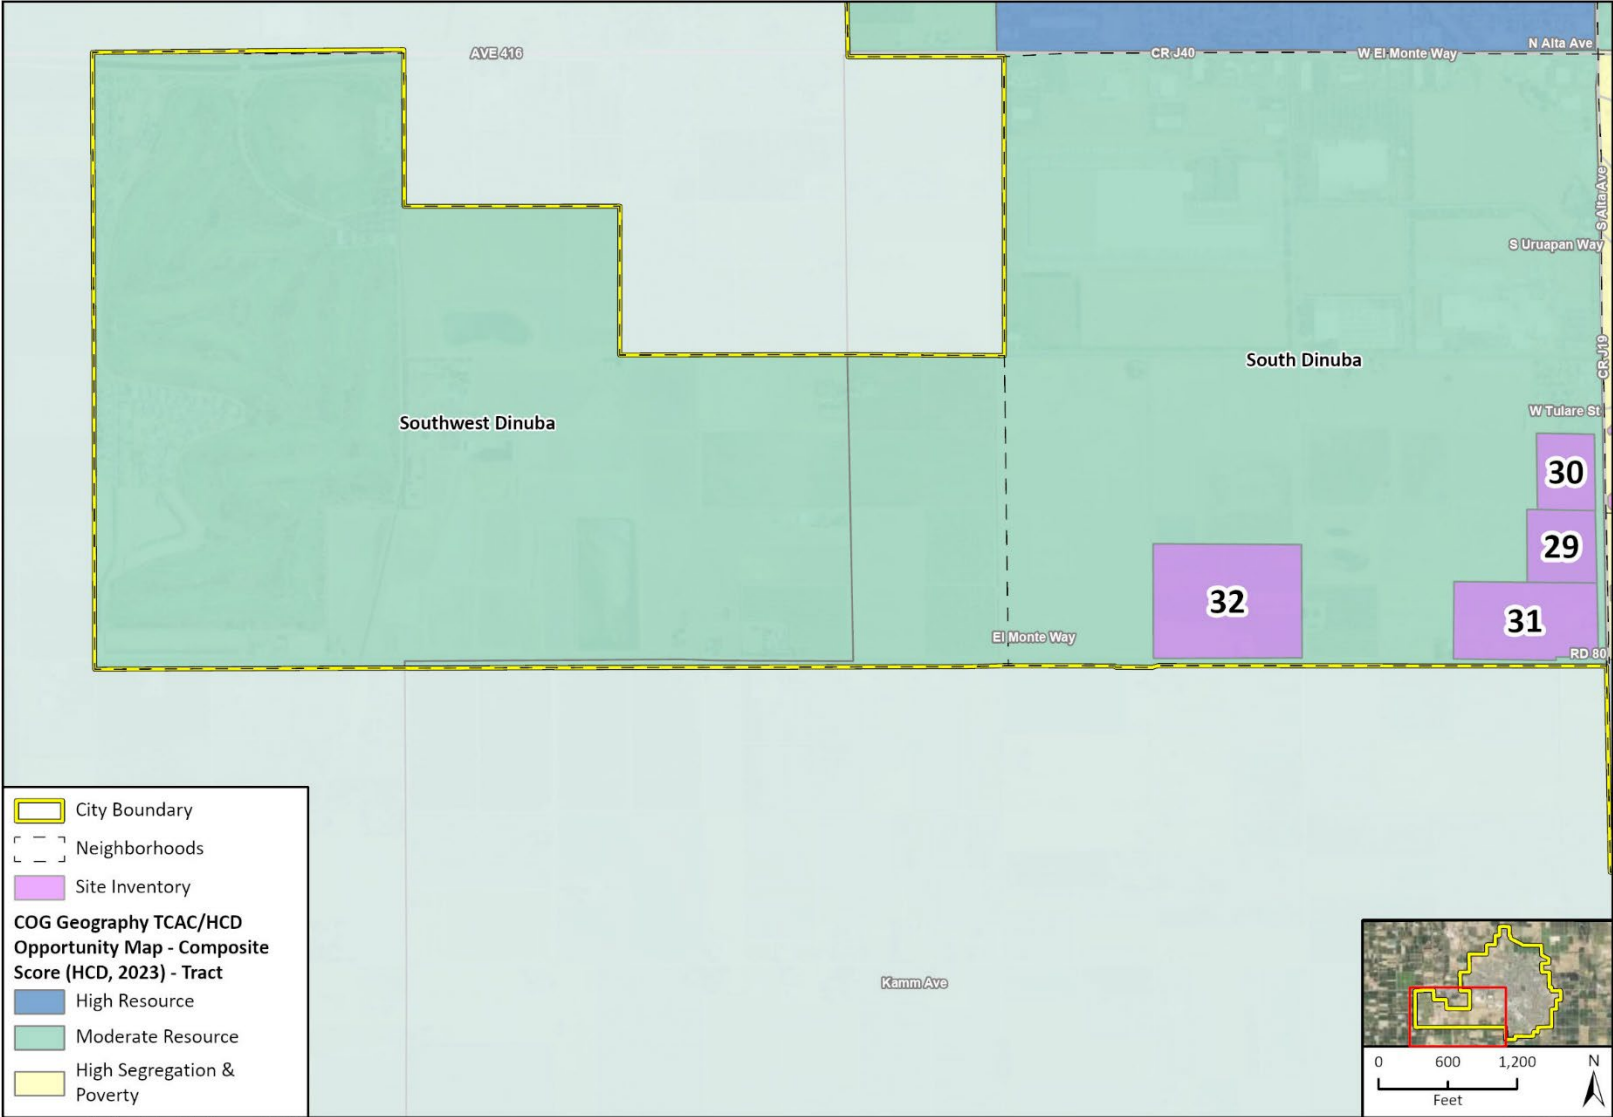 AVE 416
CR J40
W El Monte Way
N Alta Ave
S Alta Ave
S Uruapan Way
South Dinuba
CR J19
W Tulare St
Southwest Dinuba
30
29
32
31
El Monte Way
RD 80
City Boundary
Neighborhoods
Site Inventory
COG Geography TCAC/HCD
Opportunity Map - Composite
Score (HCD, 2023) - Tract
High Resource
Moderate Resource
High Segregation &
Poverty
Kamm Ave
0 600 1,200
Feet
N